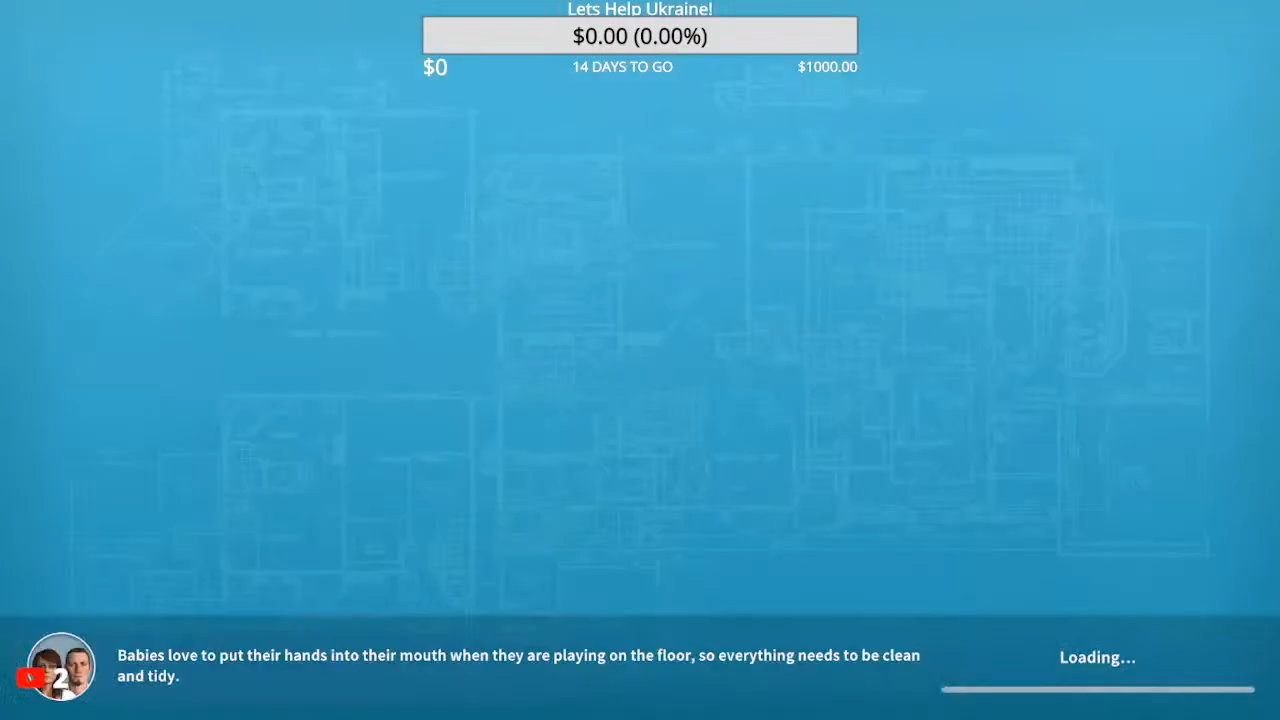 Lets Help Ukraine!
$0.00 (0.00%)
$0 14 DAYS TO GO $1000.00
Babies love to put their hands into their mouth when they are playing on the floor, so everything needs to be clean
and tidy.
Loading...
2